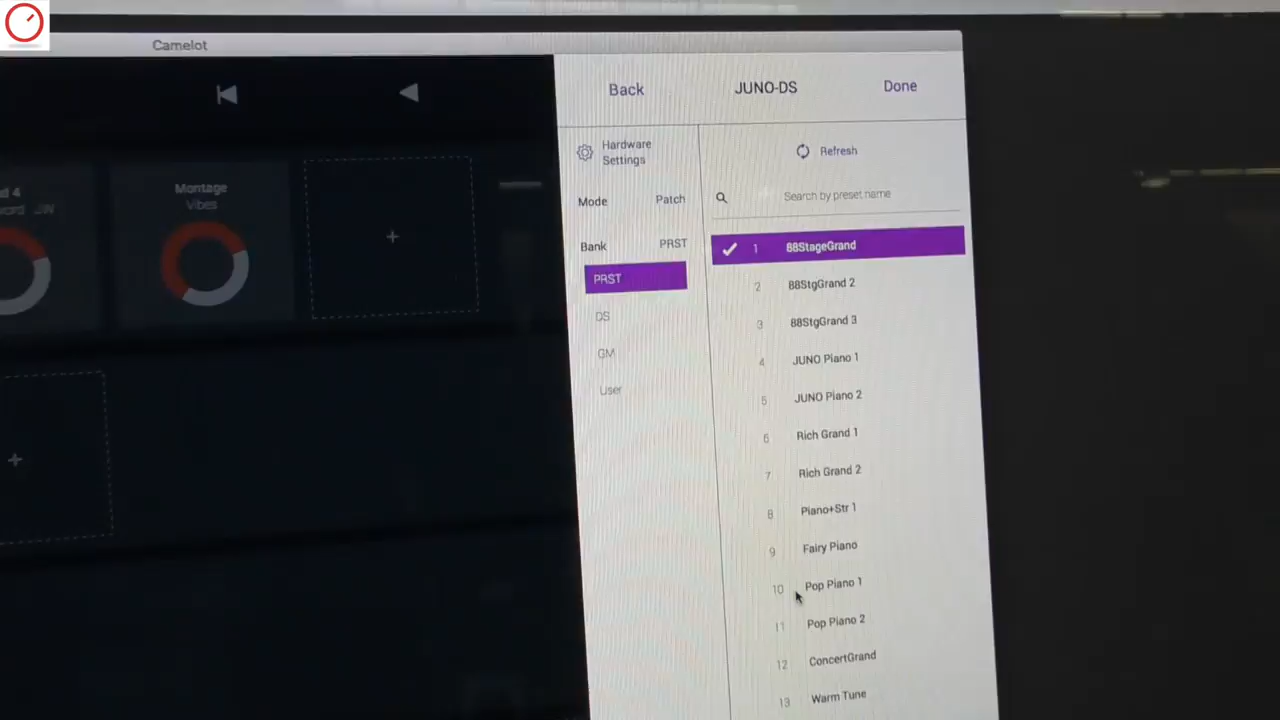 Camelot
Back
JUNO-DS
Done
Hardware
Settings
Refresh
Mode
Patch
Search by preset name
Bank
PRST
PRST
DS
GM
User
1 88StageGrand
2 88StgGrand 2
3 88StgGrand 3
4 JUNO Piano 1
5 JUNO Piano 2
6 Rich Grand 1
7 Rich Grand 2
8 Piano+Str 1
9 Fairy Piano
10 Pop Piano 1
11 Pop Piano 2
12 ConcertGrand
13 Warm Tune
Montage
Vibes
4